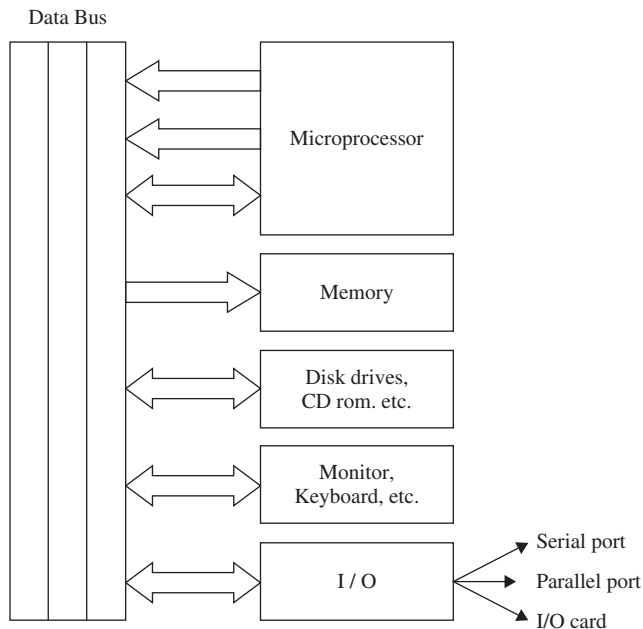 Data Bus
Microprocessor
Memory
Disk drives,
CD rom. etc.
Monitor,
Keyboard, etc.
I / O
Serial port
Parallel port
I/O card